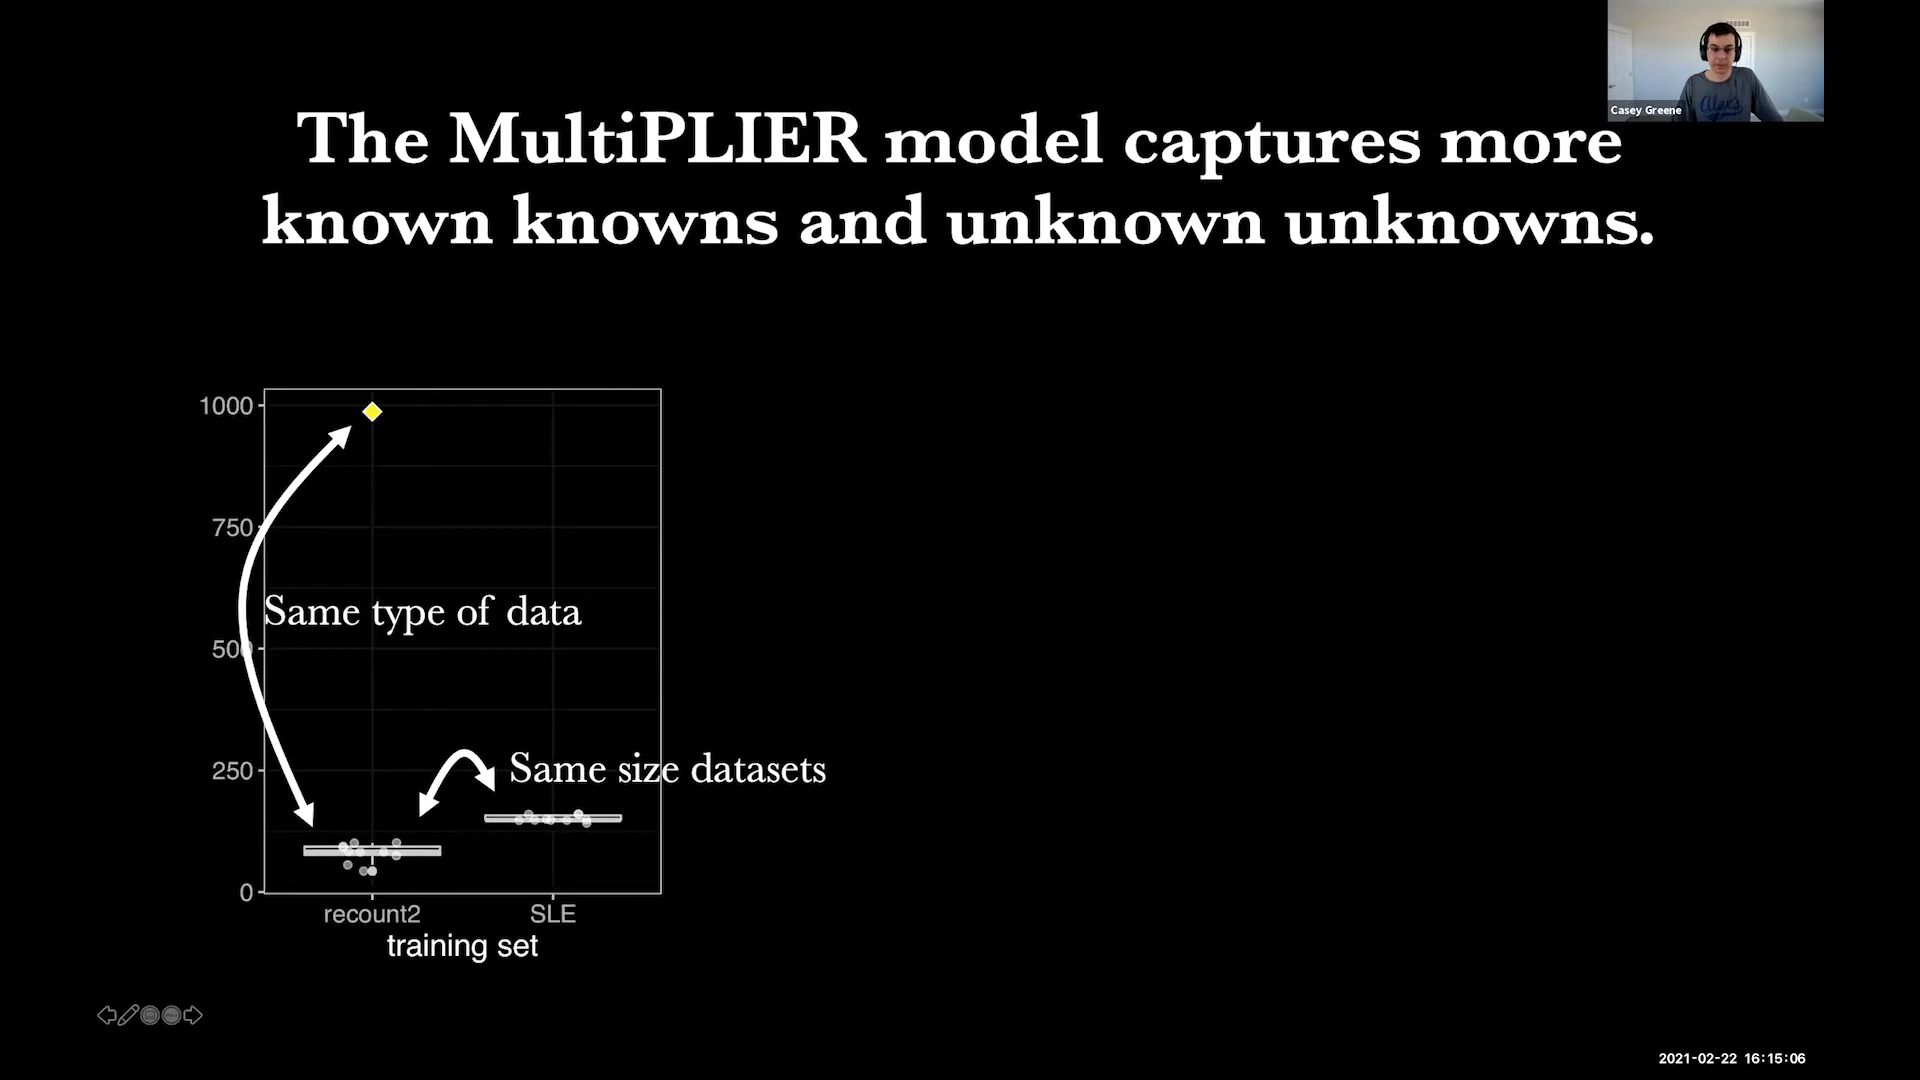 Casey Greene
The MultiPLIER model captures more
known knowns and unknown unknowns.
1000
750
Same type of data
500
250
Same size datasets
0
recount2 SLE
training set
2021-02-22 16:15:06